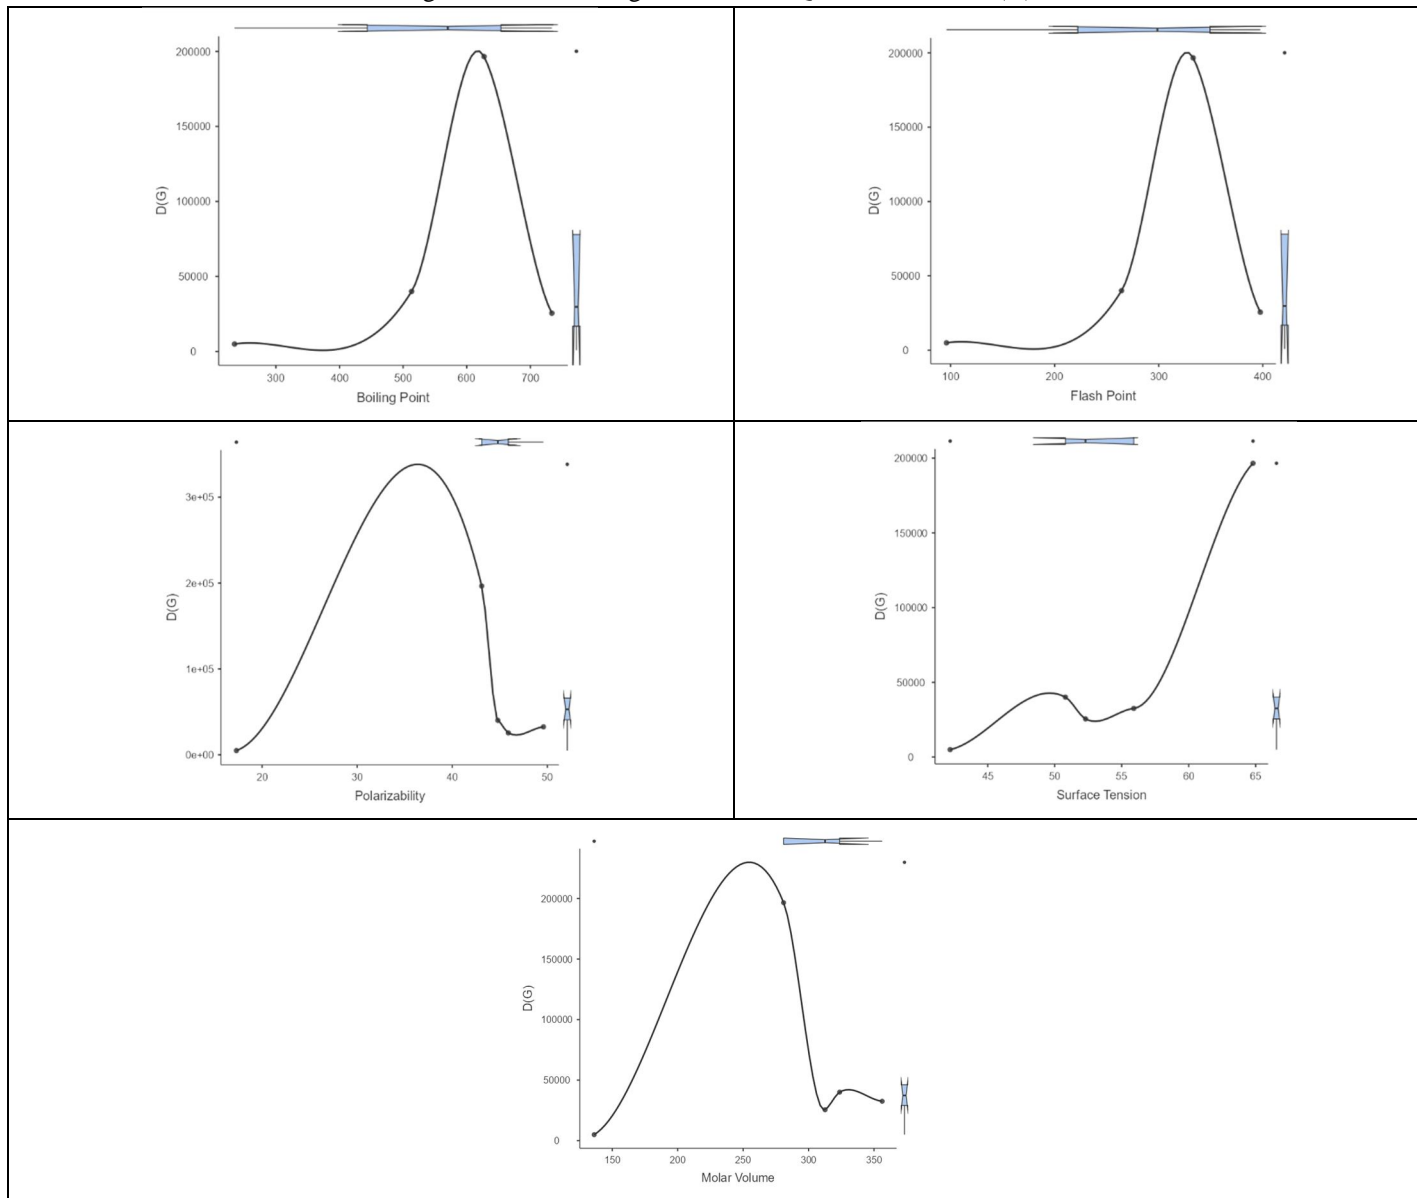 200000
150000
D(G)
100000
50000
0
300 400 500 600 700
Boiling Point
200000
150000
D(G)
100000
50000
0
100 200 300 400
Flash Point
3e+05
2e+05
D(G)
1e+05
0e+00
20 30 40 50
Polarizability
200000
150000
D(G)
100000
50000
0
45 50 55 60 65
Surface Tension
200000
150000
D(G)
100000
50000
0
150 200 250 300 350
Molar Volume